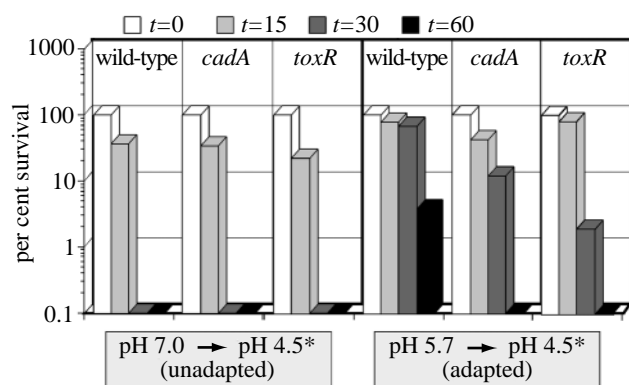 t=0 t=15 t=30 t=60
1000
wild-type cadA toxR wild-type cadA toxR
100
10
1
0.1
per cent survival
pH 7.0 → pH 4.5* pH 5.7 → pH 4.5*
(unadapted) (adapted)